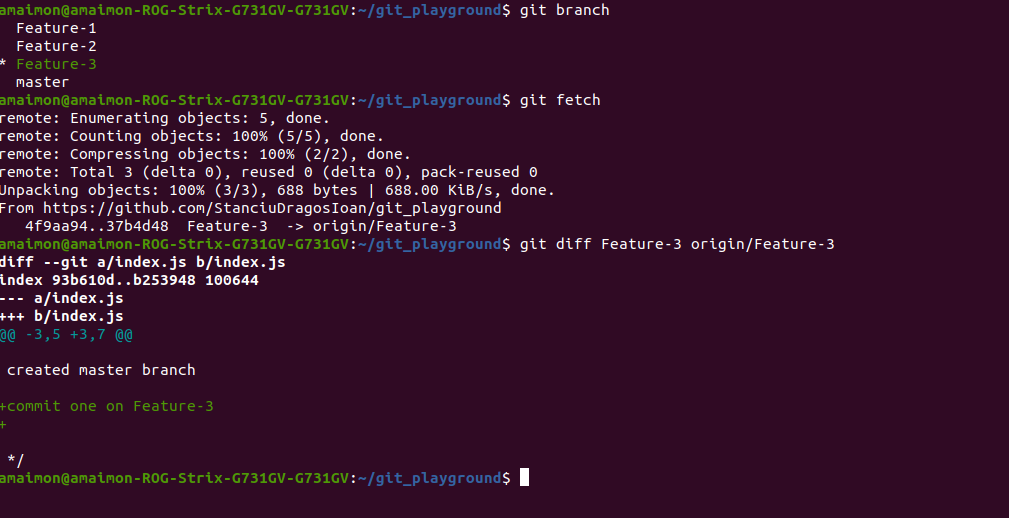 amaimon@amaimon-ROG-Strix-G731GV-G731GV:~/git_playground$ git branch
  Feature-1
  Feature-2
* Feature-3
  master
amaimon@amaimon-ROG-Strix-G731GV-G731GV:~/git_playground$ git fetch
remote: Enumerating objects: 5, done.
remote: Counting objects: 100% (5/5), done.
remote: Compressing objects: 100% (2/2), done.
remote: Total 3 (delta 0), reused 0 (delta 0), pack-reused 0
Unpacking objects: 100% (3/3), 688 bytes | 688.00 KiB/s, done.
From https://github.com/StanciuDragosIoan/git_playground
   4f9aa94..37b4d48  Feature-3  -> origin/Feature-3
amaimon@amaimon-ROG-Strix-G731GV-G731GV:~/git_playground$ git diff Feature-3 origin/Feature-3
diff --git a/index.js b/index.js
index 93b610d..b253948 100644
--- a/index.js
+++ b/index.js
@@ -3,5 +3,7 @@
 created master branch
+commit one on Feature-3
+
 */
amaimon@amaimon-ROG-Strix-G731GV-G731GV:~/git_playground$